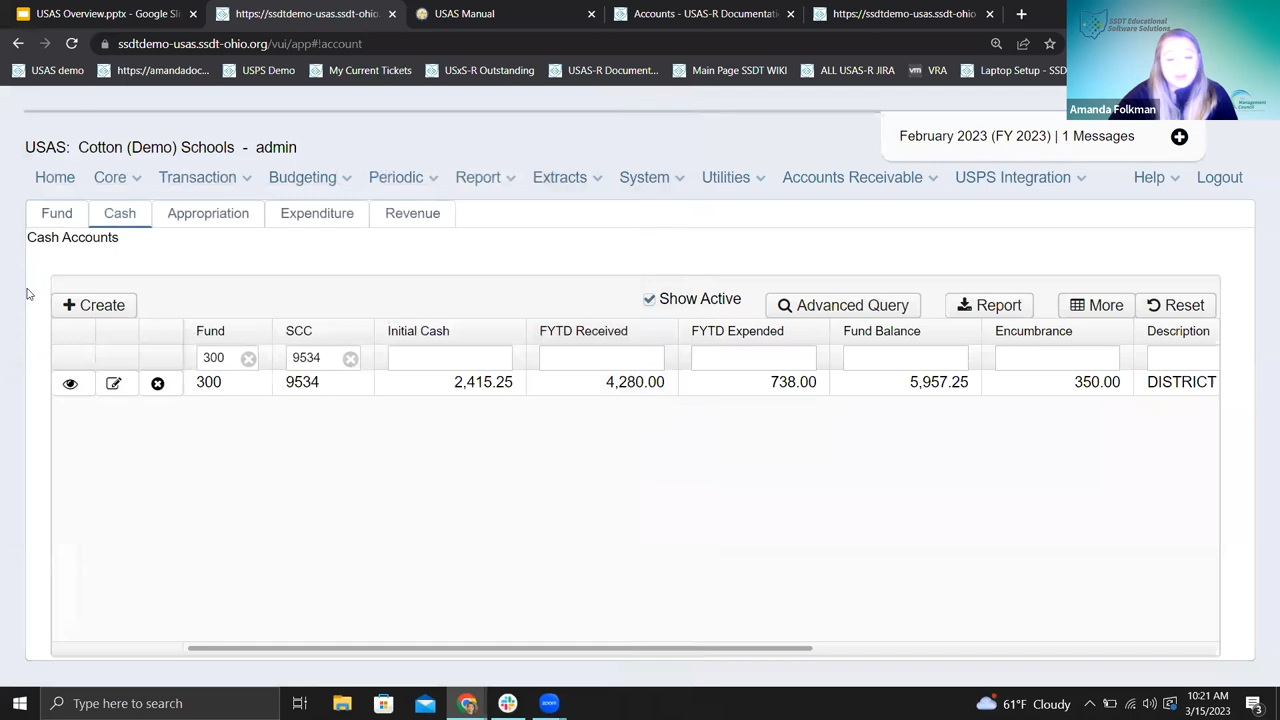 USAS Overview.pptx - Google Sli
https://ssdtdemo-usas.ssdt-ohio.
USAS Manual
Accounts - USAS-R Documentati
https://ssdtdemo-usas.ssdt-ohio.
ssdtdemo-usas.ssdt-ohio.org/vui/app#!account
USAS demo
https://amandadoc...
USPS Demo
My Current Tickets
USxS-R Outstanding
USAS-R Document...
Main Page SSDT WIKI
ALL USAS-R JIRA
vm VRA
Laptop Setup - SSD
SSDT Educational
Software Solutions
Management
Council
Amanda Folkman
February 2023 (FY 2023) | 1 Messages
USAS: Cotton (Demo) Schools - admin
Home Core Transaction Budgeting Periodic Report Extracts System Utilities Accounts Receivable USPS Integration Help Logout
Fund Cash Appropriation Expenditure Revenue
Cash Accounts
Create Show Active Advanced Query Report More Reset
Fund SCC Initial Cash FYTD Received FYTD Expended Fund Balance Encumbrance Description
300 9534
300 9534 2,415.25 4,280.00 738.00 5,957.25 350.00 DISTRICT
Type here to search
zoom
61°F Cloudy
10:21 AM
3/15/2023
3